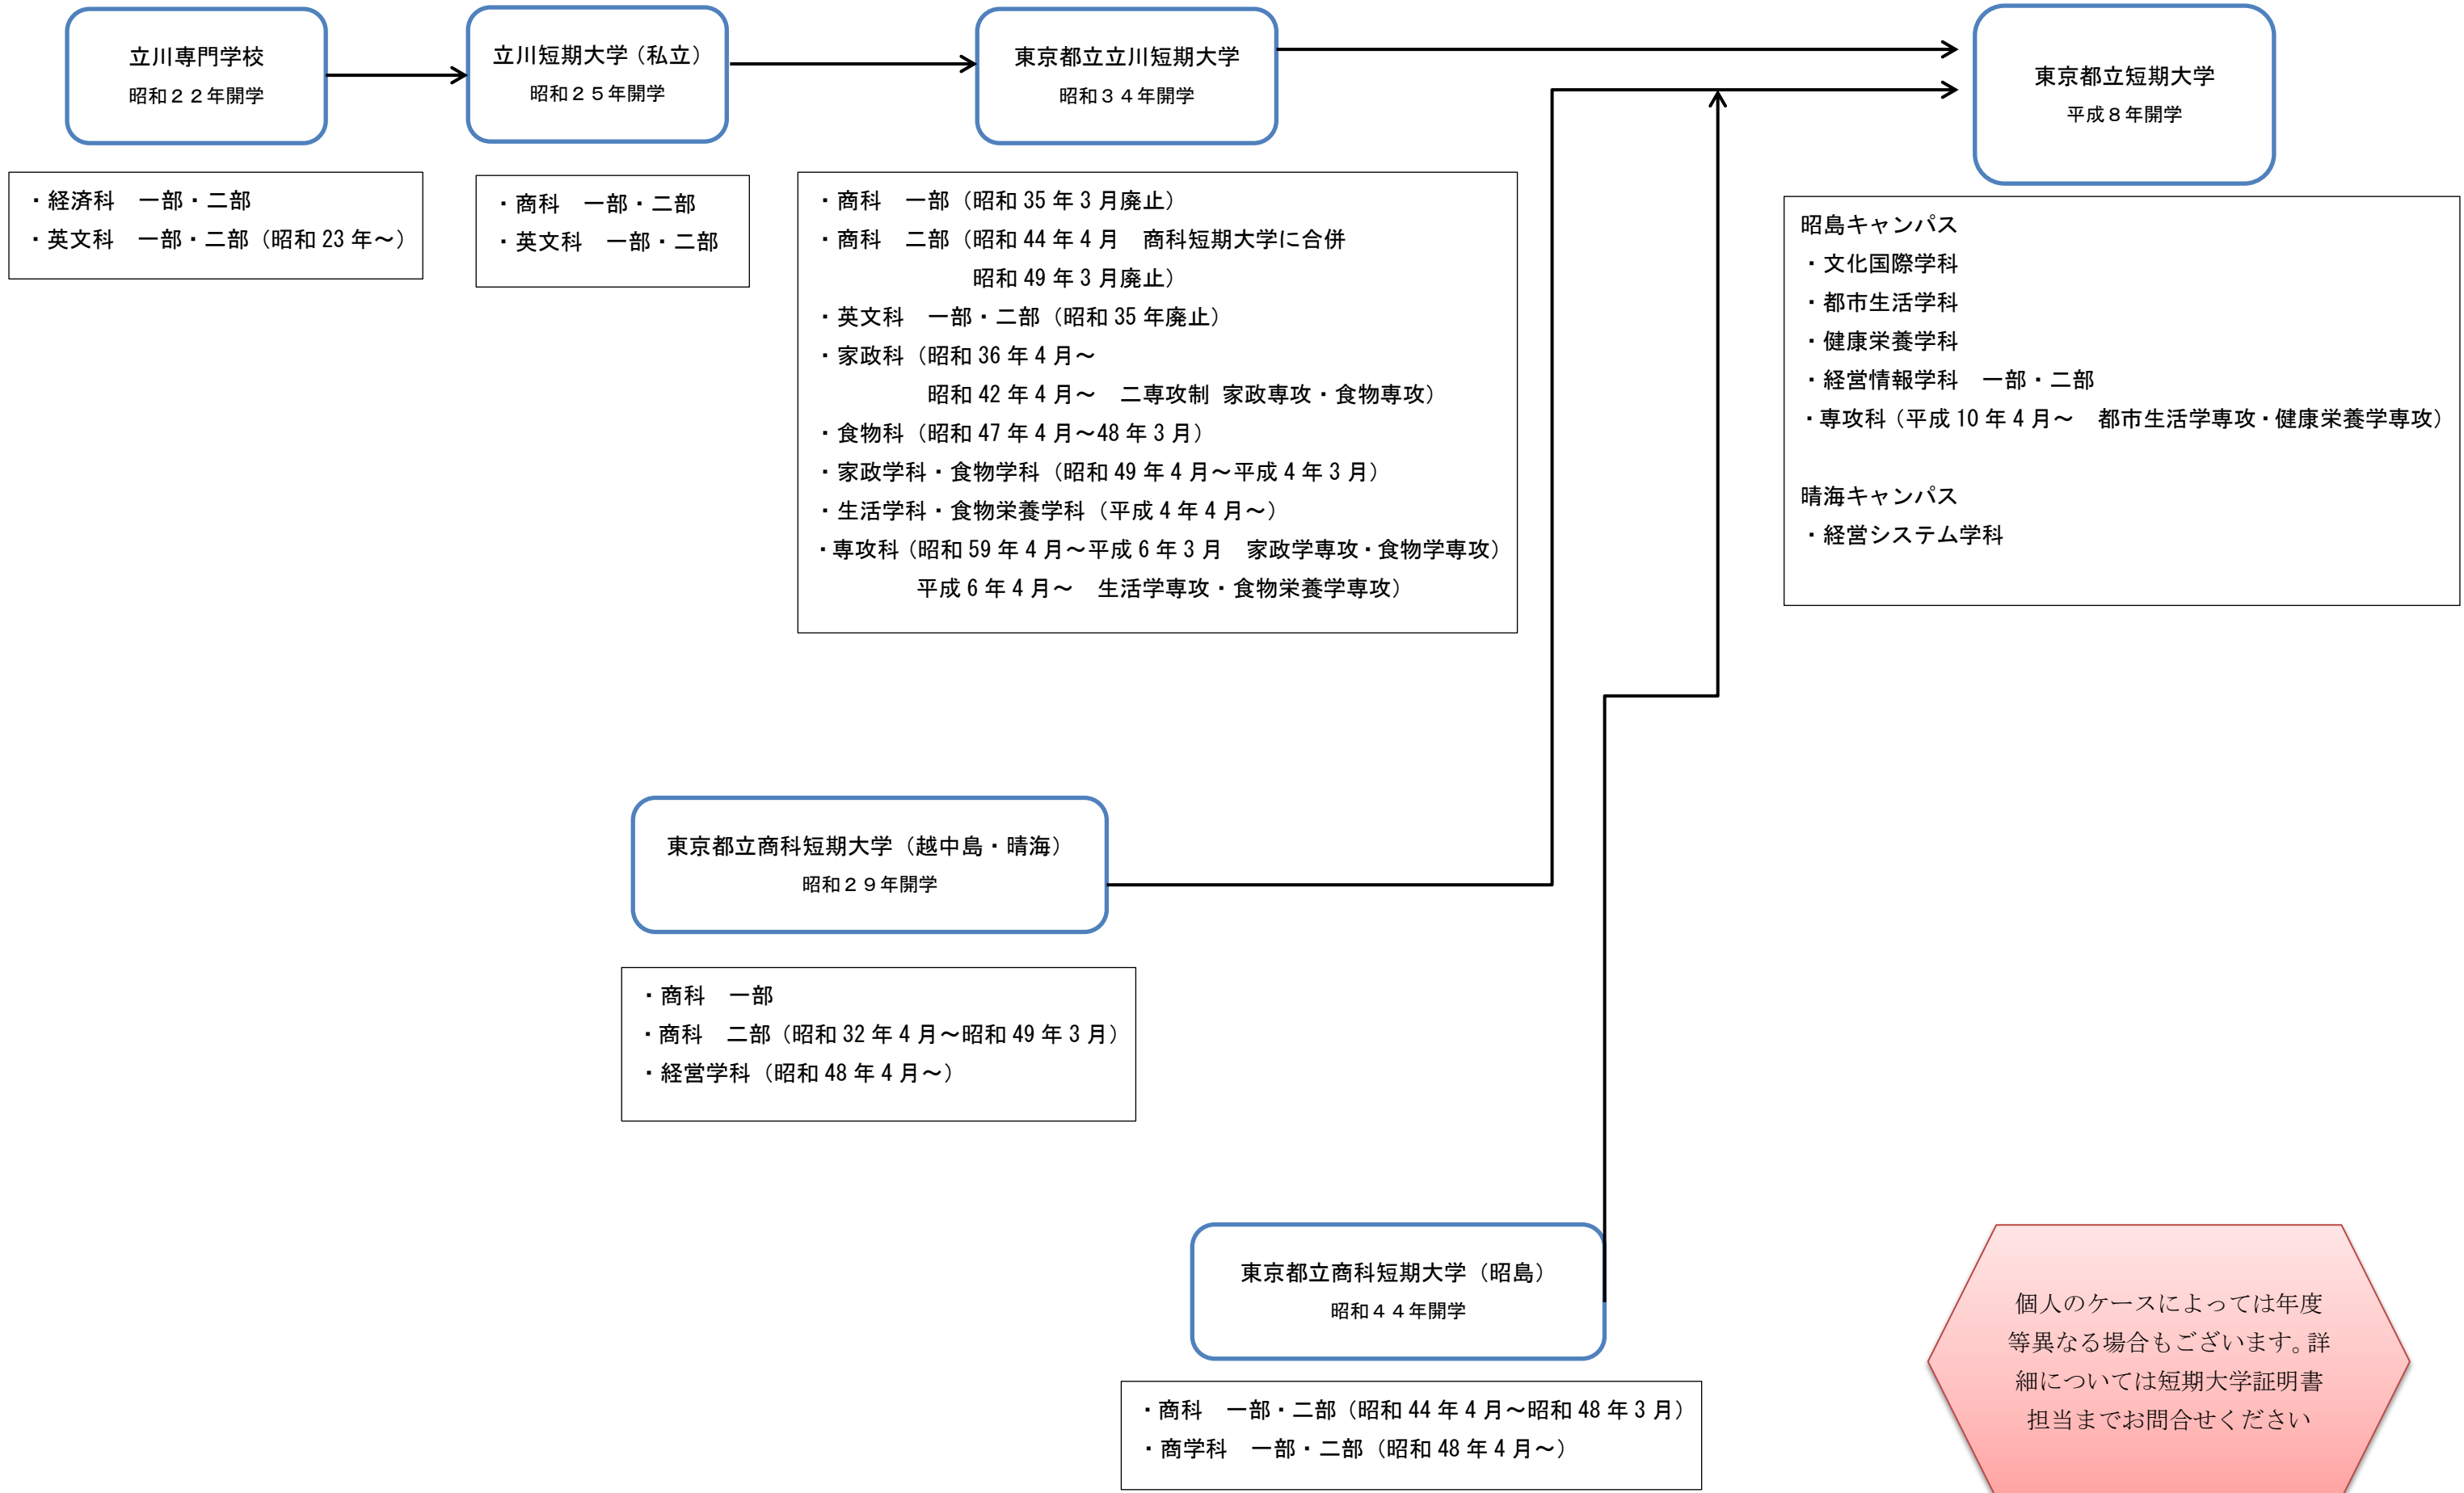 立川専門学校
昭和２２年開学
立川短期大学（私立）
昭和２５年開学
東京都立立川短期大学
昭和３４年開学
東京都立短期大学
平成８年開学
・経済科　一部・二部
・英文科　一部・二部（昭和 23 年～）
・商科　一部・二部
・英文科　一部・二部
・商科　一部（昭和 35 年 3 月廃止）
・商科　二部（昭和 44 年 4 月　商科短期大学に合併
昭和 49 年 3 月廃止）
・英文科　一部・二部（昭和 35 年廃止）
・家政科（昭和 36 年 4 月～
昭和 42 年 4 月～　二専攻制 家政専攻・食物専攻）
・食物科（昭和 47 年 4 月～48 年 3 月）
・家政学科・食物学科（昭和 49 年 4 月～平成 4 年 3 月）
・生活学科・食物栄養学科（平成 4 年 4 月～）
・専攻科（昭和 59 年 4 月～平成 6 年 3 月　家政学専攻・食物学専攻）
平成 6 年 4 月～　生活学専攻・食物栄養学専攻）
昭島キャンパス
・文化国際学科
・都市生活学科
・健康栄養学科
・経営情報学科　一部・二部
・専攻科（平成 10 年 4 月～　都市生活学専攻・健康栄養学専攻）
晴海キャンパス
・経営システム学科
東京都立商科短期大学（越中島・晴海）
昭和２９年開学
・商科　一部
・商科　二部（昭和 32 年 4 月～昭和 49 年 3 月）
・経営学科（昭和 48 年 4 月～）
東京都立商科短期大学（昭島）
昭和４４年開学
・商科　一部・二部（昭和 44 年 4 月～昭和 48 年 3 月）
・商学科　一部・二部（昭和 48 年 4 月～）
個人のケースによっては年度
等異なる場合もございます。詳
細については短期大学証明書
担当までお問合せください